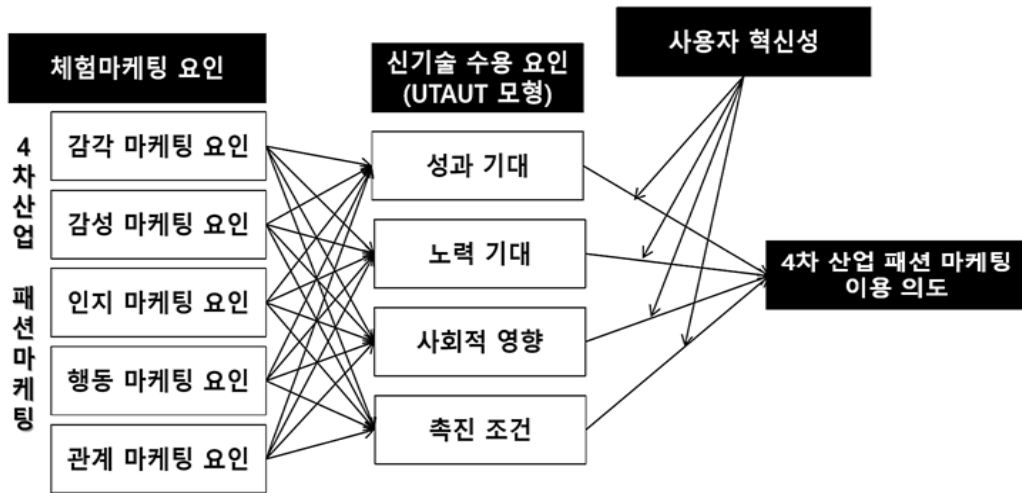 체험마케팅 요인
신기술 수용 요인
(UTAUT 모형)
사용자 혁신성
4차산업 패션마케팅
감각 마케팅 요인
감성 마케팅 요인
인지 마케팅 요인
행동 마케팅 요인
관계 마케팅 요인
성과 기대
노력 기대
사회적 영향
촉진 조건
4차 산업 패션 마케팅
이용 의도